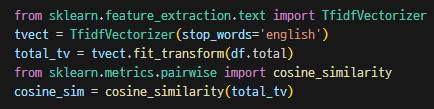 from sklearn.feature_extraction.text import TfidfVectorizer
tvect = TfidfVectorizer(stop_words='english')
total_tv = tvect.fit_transform(df.total)
from sklearn.metrics.pairwise import cosine_similarity
cosine_sim = cosine_similarity(total_tv)